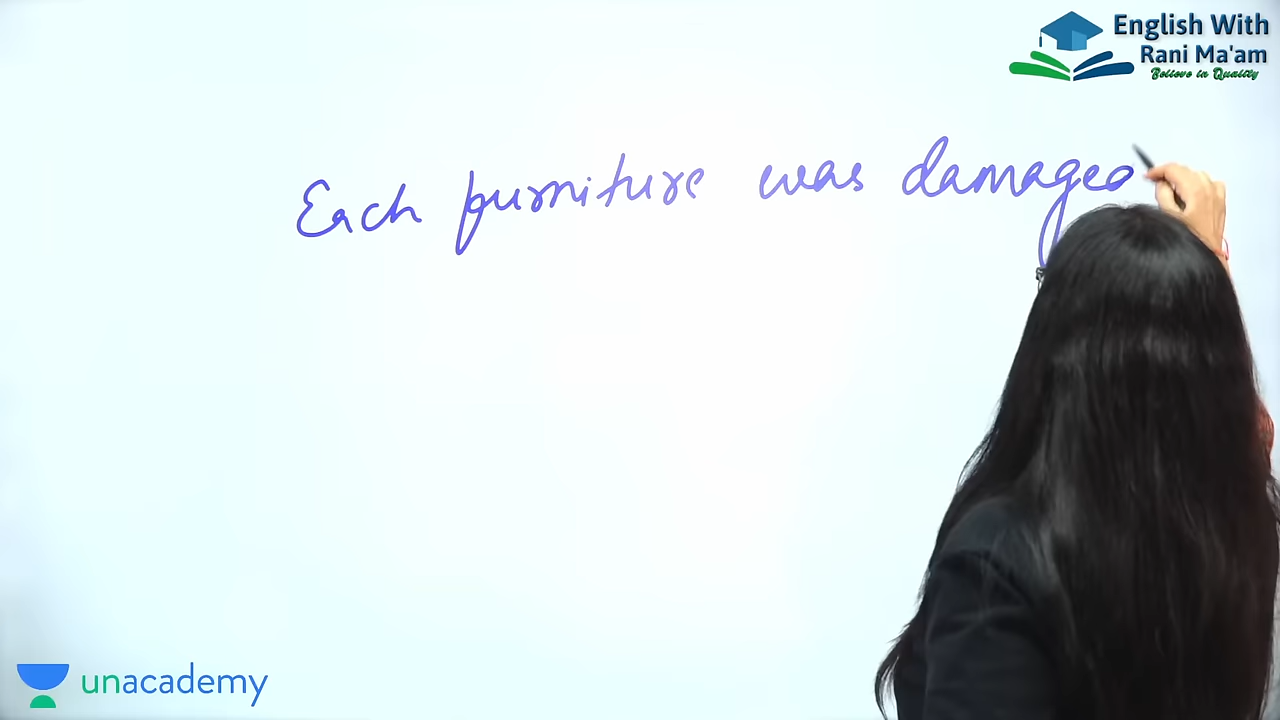 English With
Rani Ma'am
Believe in Quality
Each furniture was damaged
unacademy